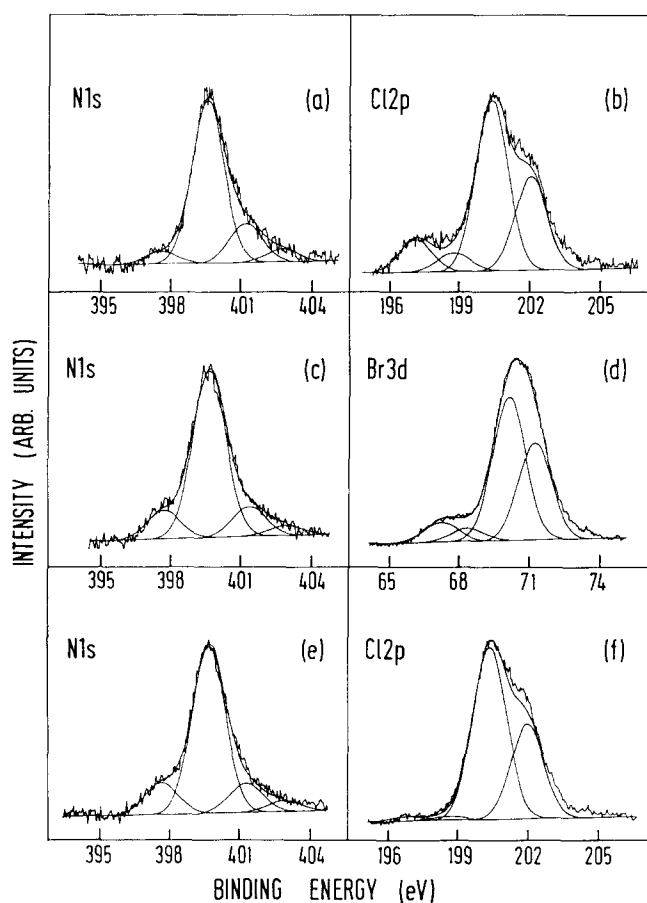 N1s (a)
Cl2p (b)
395 398 401 404
196 199 202 205
N1s (c)
Br3d (d)
395 398 401 404
65 68 71 74
N1s (e)
Cl2p (f)
395 398 401 404
196 199 202 205
INTENSITY (ARB. UNITS)
BINDING ENERGY (eV)